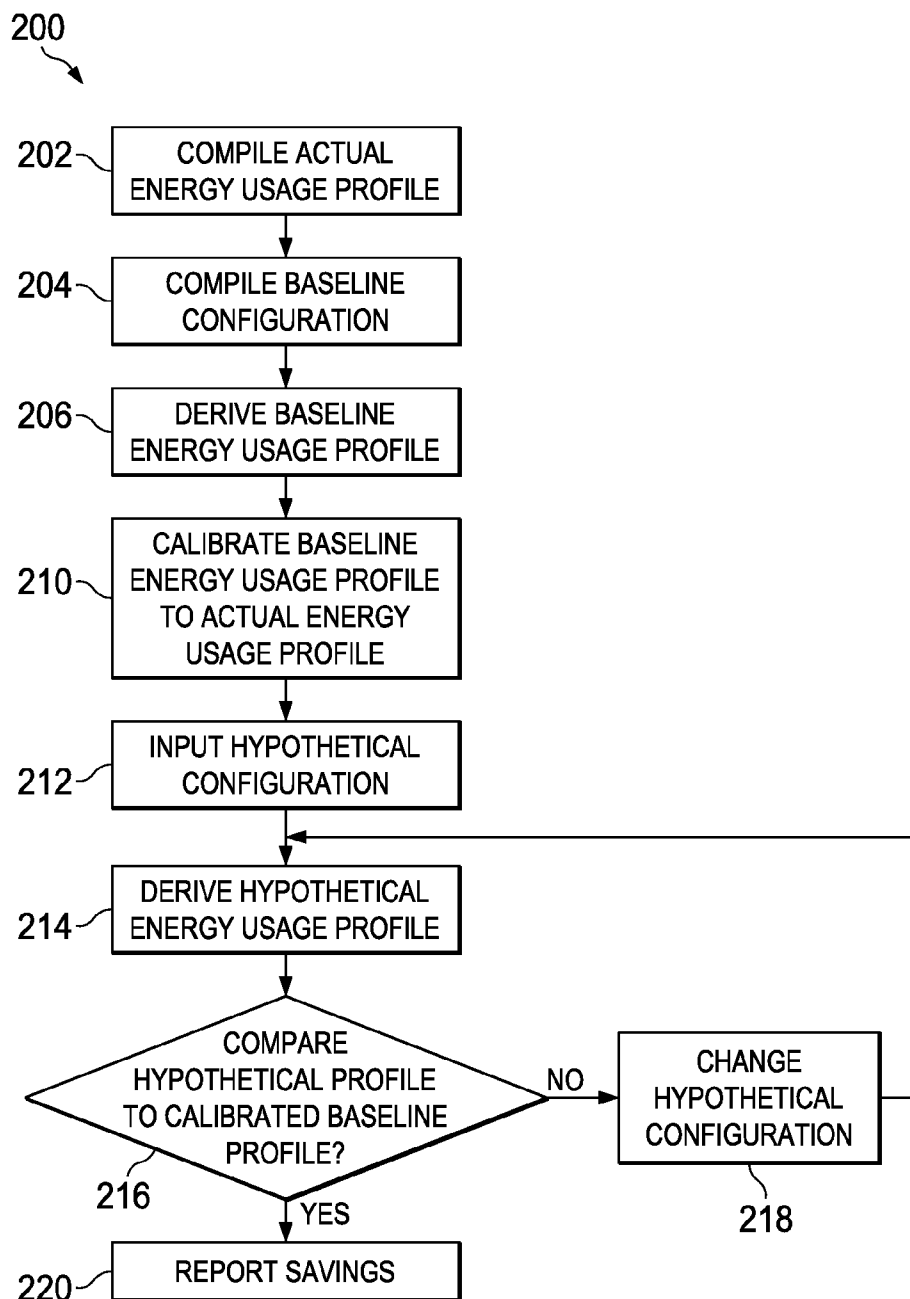 200
202
COMPILE ACTUAL
ENERGY USAGE PROFILE
204
COMPILE BASELINE
CONFIGURATION
206
DERIVE BASELINE
ENERGY USAGE PROFILE
210
CALIBRATE BASELINE
ENERGY USAGE PROFILE
TO ACTUAL ENERGY
USAGE PROFILE
212
INPUT HYPOTHETICAL
CONFIGURATION
214
DERIVE HYPOTHETICAL
ENERGY USAGE PROFILE
COMPARE
HYPOTHETICAL PROFILE
TO CALIBRATED BASELINE
PROFILE?
216
NO
CHANGE
HYPOTHETICAL
CONFIGURATION
218
YES
220
REPORT SAVINGS